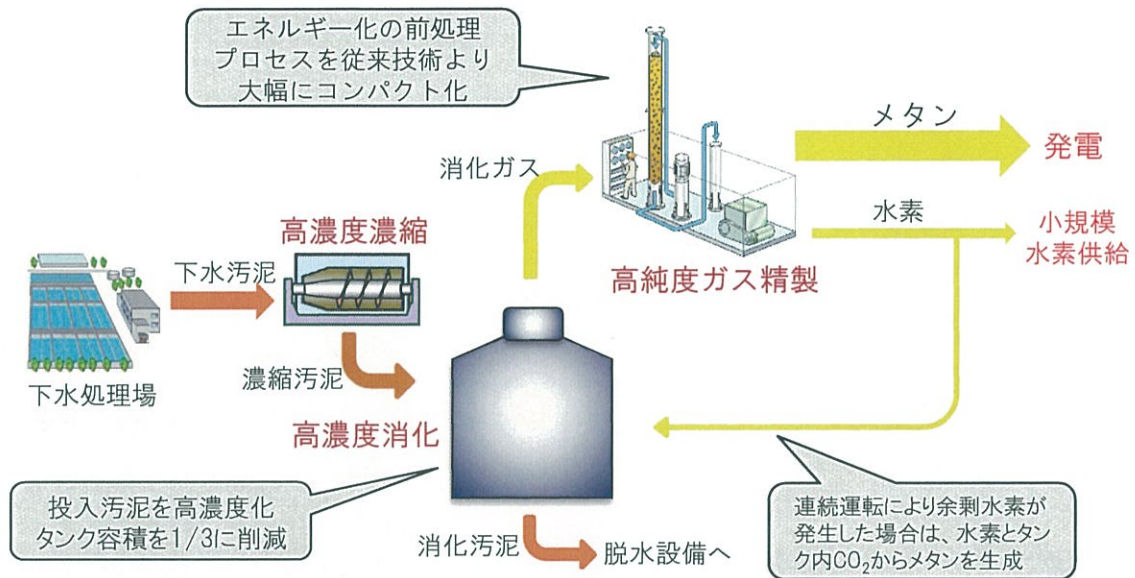 エネルギー化の前処理
プロセスを従来技術より
大幅にコンパクト化
メタン
発電
消化ガス
水素
小規模
水素供給
高濃度濃縮
高純度ガス精製
下水汚泥
濃縮汚泥
下水処理場
高濃度消化
投入汚泥を高濃度化
タンク容積を1/3に削減
連続運転により余剰水素が
発生した場合は、水素とタン
ク内CO₂からメタンを生成
消化汚泥
脱水設備へ